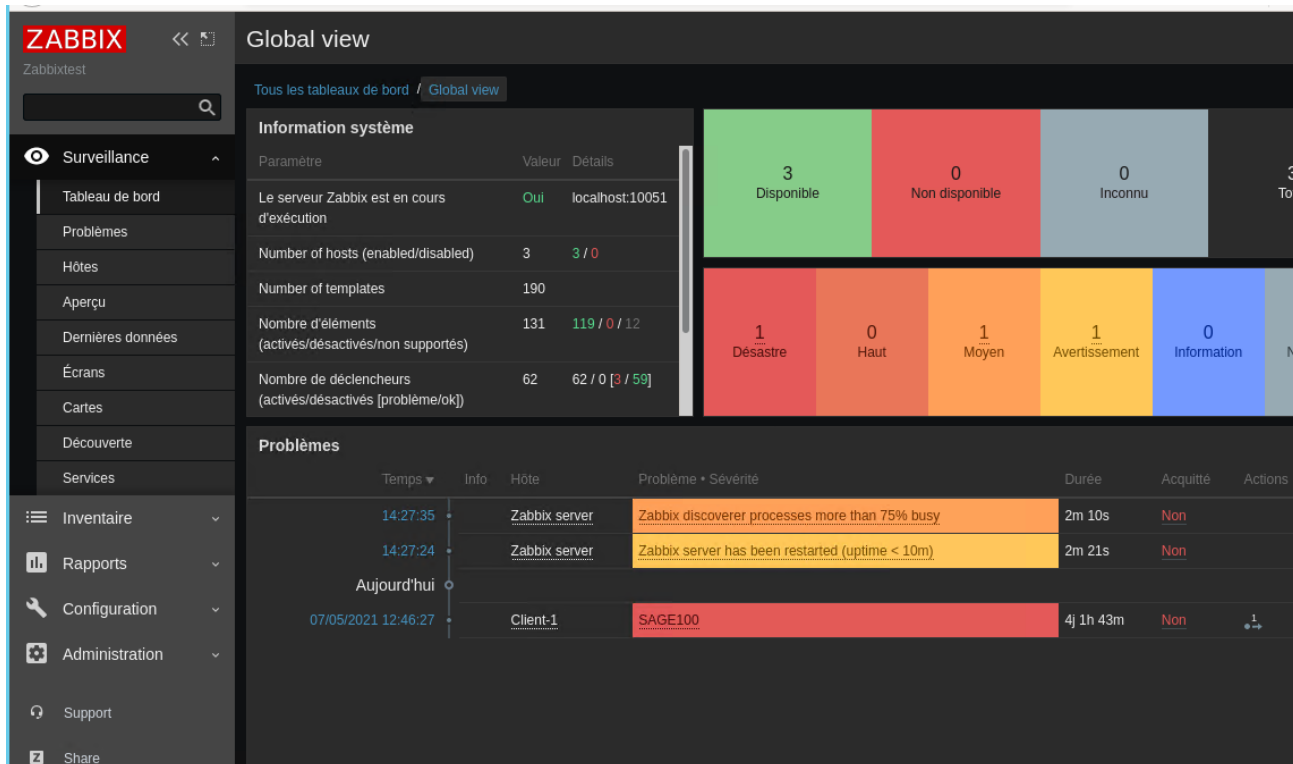 ZABBIX
Global view
Zabbixtest
Tous les tableaux de bord / Global view
Surveillance
Tableau de bord
Problèmes
Hôtes
Aperçu
Dernières données
Écrans
Cartes
Découverte
Services
Inventaire
Rapports
Configuration
Administration
Support
Share
Information système
Paramètre Valeur Détails
Le serveur Zabbix est en cours
d'exécution
Oui localhost:10051
Number of hosts (enabled/disabled) 3 3 / 0
Number of templates 190
Nombre d'éléments
(activés/désactivés/non supportés)
131 119 / 0 / 12
Nombre de déclencheurs
(activés/désactivés [problème/ok])
62 62 / 0 [3 / 59]
3
Disponible
0
Non disponible
0
Inconnu
1
Désastre
0
Haut
1
Moyen
1
Avertissement
0
Information
Problèmes
Temps Info Hôte Problème • Sévérité Durée Acquitté Actions
14:27:35 Zabbix server Zabbix discoverer processes more than 75% busy 2m 10s Non
14:27:24 Zabbix server Zabbix server has been restarted (uptime < 10m) 2m 21s Non
Aujourd'hui
07/05/2021 12:46:27 Client-1 SAGE100 4j 1h 43m Non 1